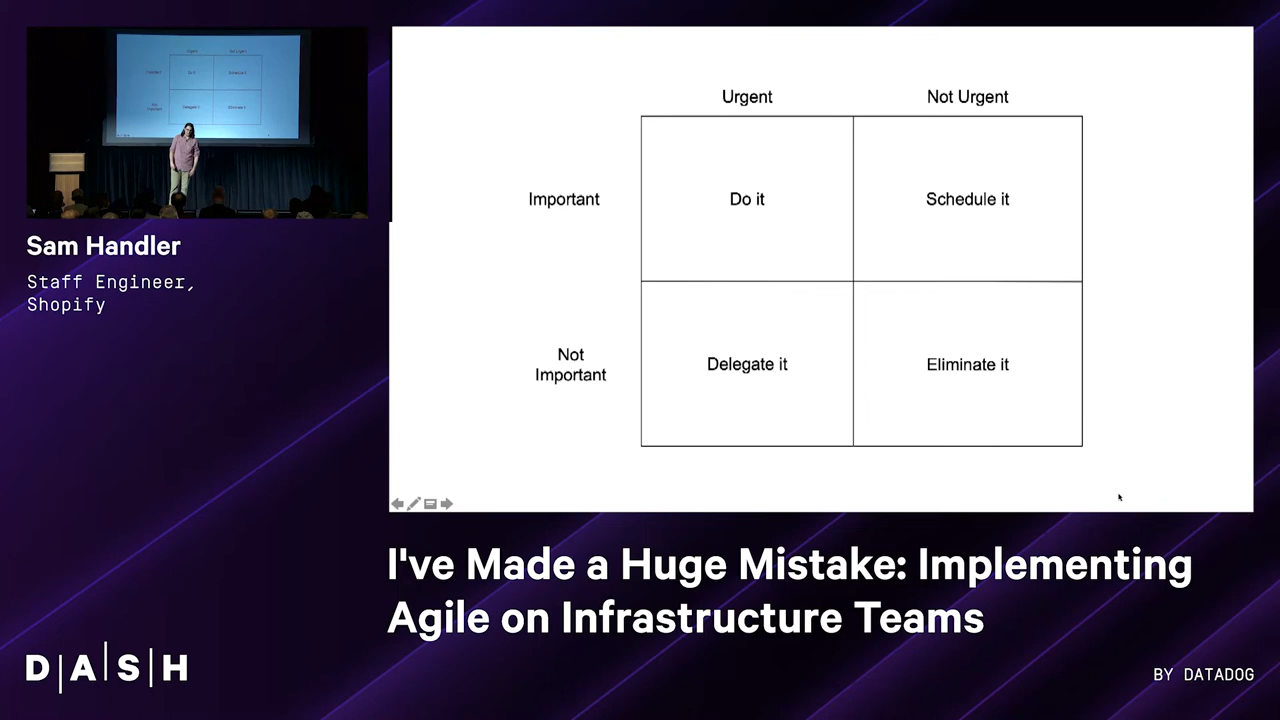 Sam Handler
Staff Engineer,
Shopify
Urgent
Not Urgent
Important
Do it
Schedule it
Not
Important
Delegate it
Eliminate it
I've Made a Huge Mistake: Implementing
Agile on Infrastructure Teams
D|A|S|H
BY DATADOG